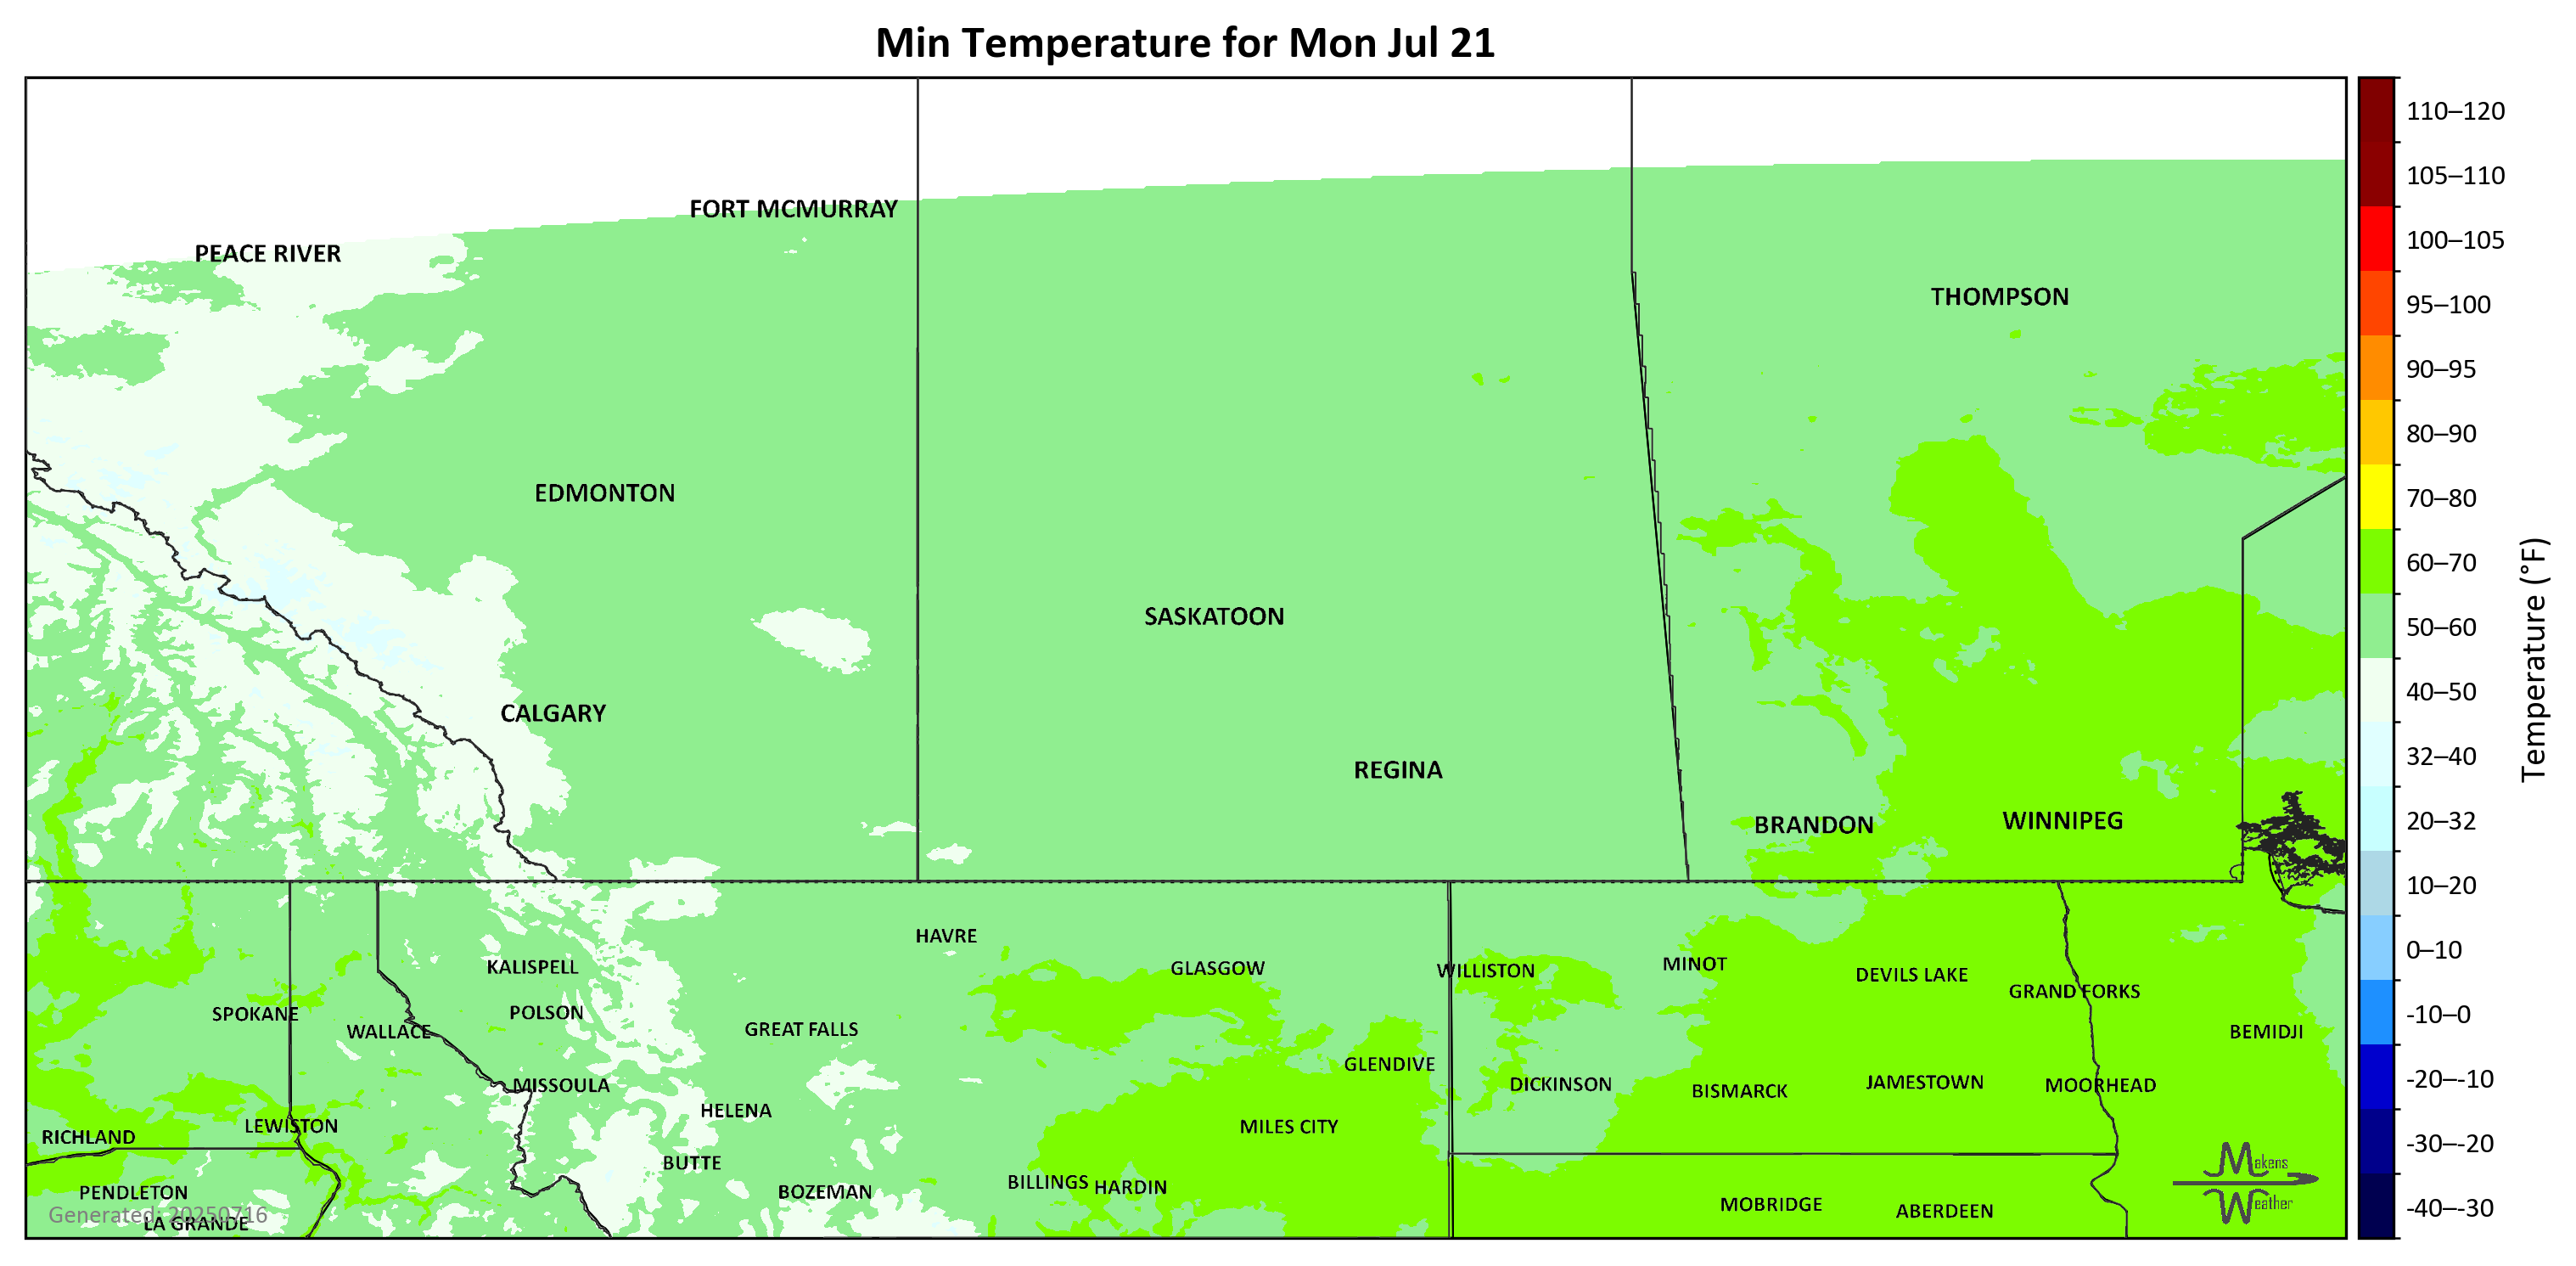 Min Temperature for Mon Jul 21
FORT MCMURRAY
PEACE RIVER
THOMPSON
EDMONTON
SASKATOON
CALGARY
REGINA
BRANDON
WINNIPEG
HAVRE
KALISPELL
GLASGOW
WILLISTON
MINOT
DEVILS LAKE
GRAND FORKS
SPOKANE
POLSON
WALLACE
GREAT FALLS
BEMIDJI
GLENDIVE
MISSOULA
DICKINSON
BISMARCK
JAMESTOWN
MOORHEAD
HELENA
LEWISTON
MILES CITY
RICHLAND
BUTTE
BILLINGS
HARDIN
PENDLETON
BOZEMAN
MOBRIDGE
ABERDEEN
LA GRANDE
Generated: 20250716
Makens
Weather
110–120
105–110
100–105
95–100
90–95
80–90
70–80
60–70
50–60
40–50
32–40
20–32
10–20
0–10
-10–0
-20–-10
-30–-20
-40–-30
Temperature (°F)